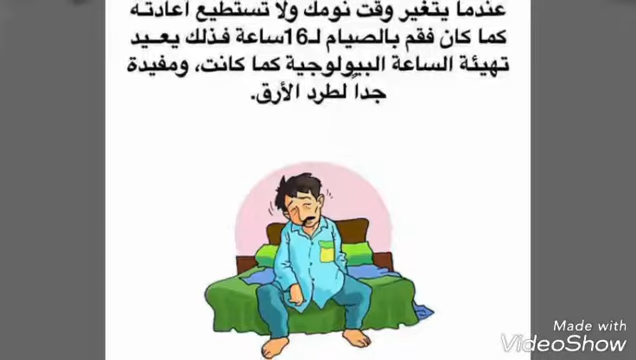 عندما يتغير وقت نومك ولا تستطيع اعادته
كما كان فقم بالصيام لـ16ساعة فذلك يعيد
تهيئة الساعة البيولوجية كما كانت، ومفيدة
جداً لطرد الأرق.
Made with
VideoShow